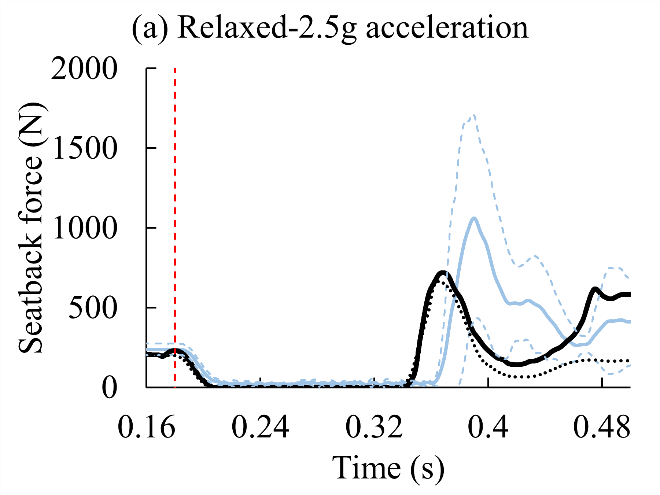 (a) Relaxed-2.5g acceleration
2000
1500
1000
500
0
Seatback force (N)
0.16 0.24 0.32 0.4 0.48
Time (s)